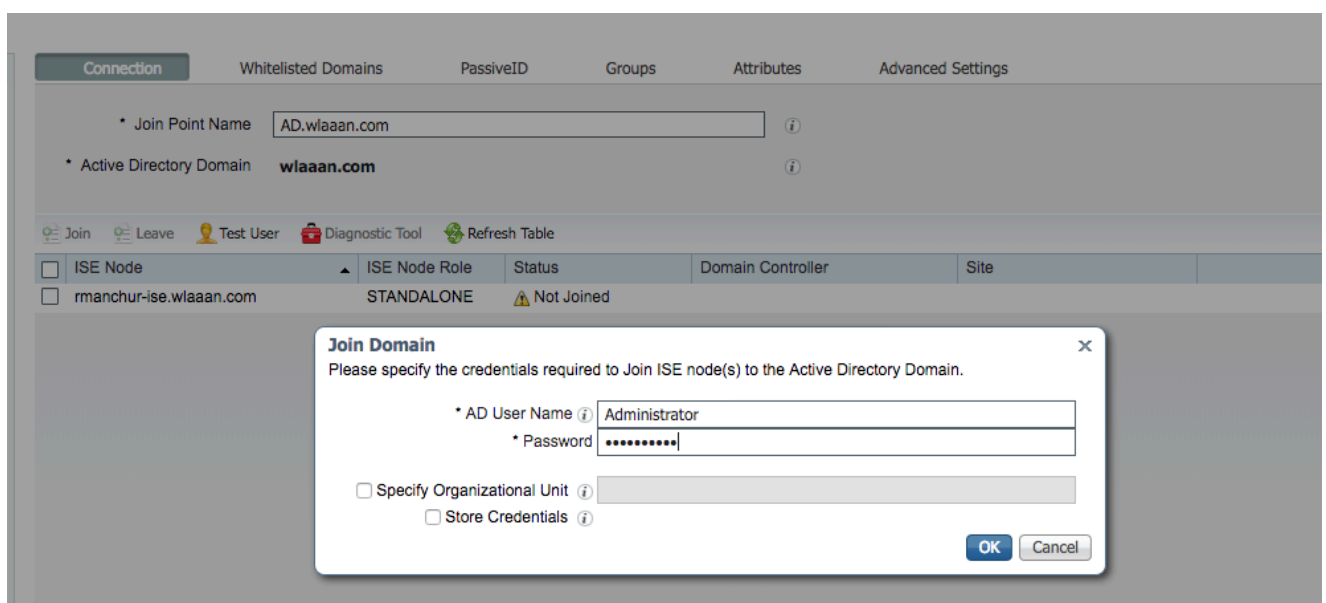 Connection Whitelisted Domains PassiveID Groups Attributes Advanced Settings
* Join Point Name AD.wlaaan.com
* Active Directory Domain wlaaan.com
Join Leave Test User Diagnostic Tool Refresh Table
ISE Node ISE Node Role Status Domain Controller Site
rmanchur-ise.wlaaan.com STANDALONE Not Joined
Join Domain
Please specify the credentials required to Join ISE node(s) to the Active Directory Domain.
* AD User Name Administrator
* Password ••••••••••
Specify Organizational Unit
Store Credentials
OK Cancel